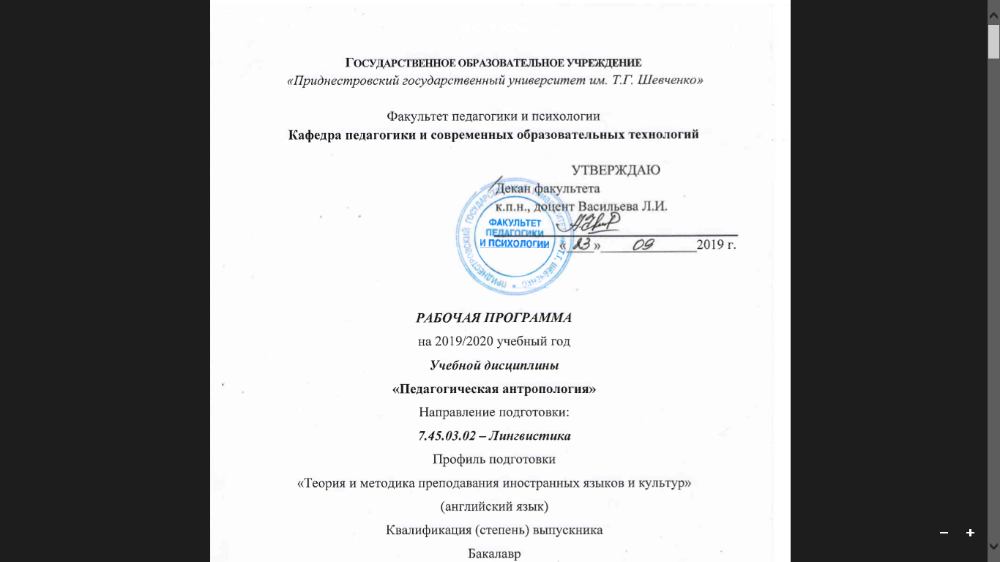 ГОСУДАРСТВЕННОЕ ОБРАЗОВАТЕЛЬНОЕ УЧРЕЖДЕНИЕ
«Приднестровский государственный университет им. Т.Г. Шевченко»
Факультет педагогики и психологии
Кафедра педагогики и современных образовательных технологий
УТВЕРЖДАЮ
Декан факультета
к.п.н., доцент Васильева Л.И.
ФАКУЛЬТЕТ
ПЕДАГОГИКИ
И ПСИХОЛОГИИ
ПРИДНЕСТРОВСКИЙ ГОСУДАРСТВЕННЫЙ УНИВЕРСИТЕТ ИМ. Т.Г. ШЕВЧЕНКО
«23» 09 2019 г.
РАБОЧАЯ ПРОГРАММА
на 2019/2020 учебный год
Учебной дисциплины
«Педагогическая антропология»
Направление подготовки:
7.45.03.02 – Лингвистика
Профиль подготовки
«Теория и методика преподавания иностранных языков и культур»
(английский язык)
Квалификация (степень) выпускника
Бакалавр